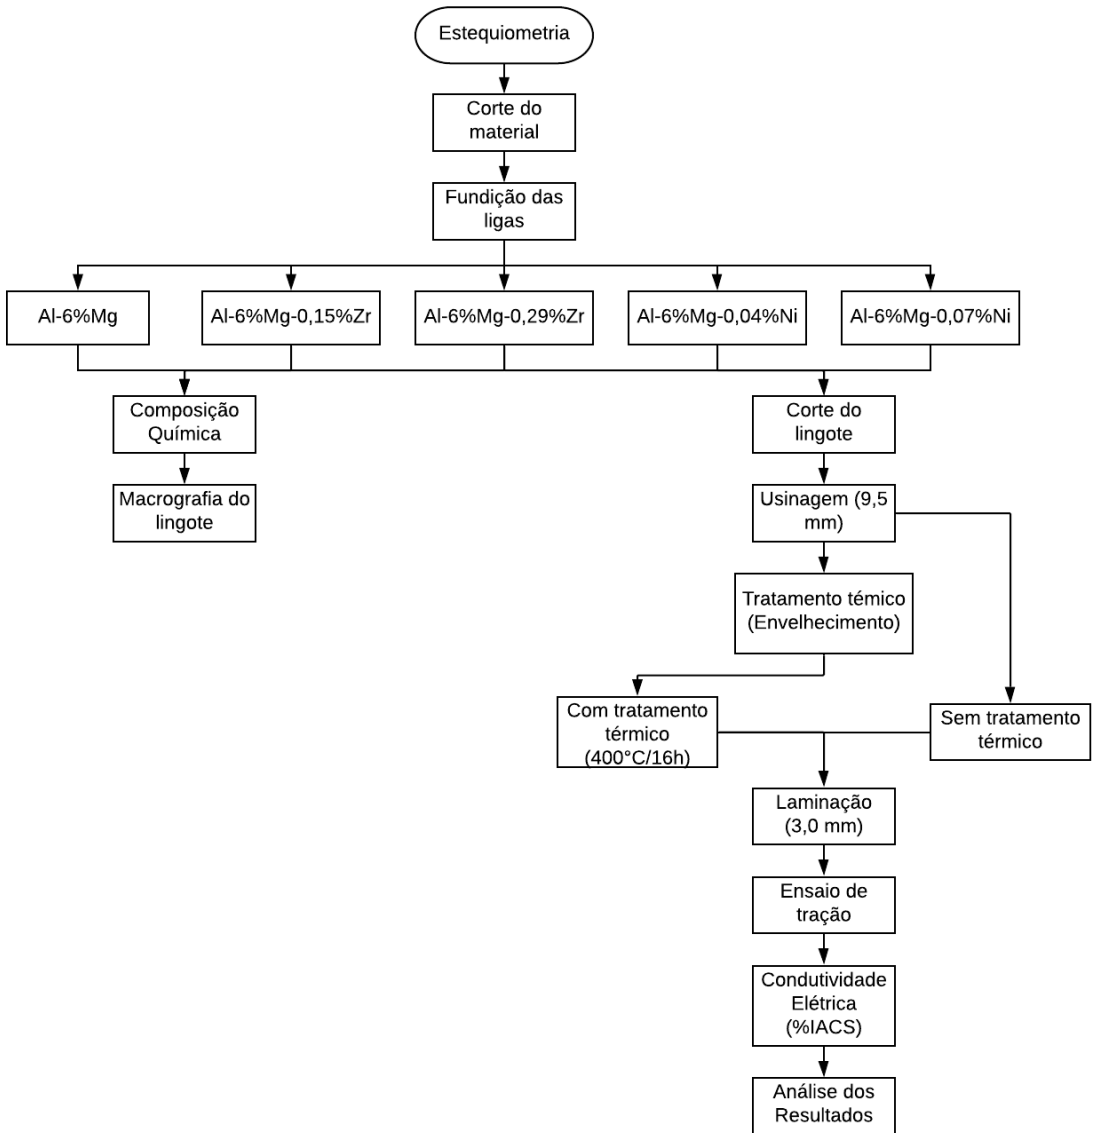 Estequiometria
Corte do
material
Fundição das
ligas
Al-6%Mg
Al-6%Mg-0,15%Zr
Al-6%Mg-0,29%Zr
Al-6%Mg-0,04%Ni
Al-6%Mg-0,07%Ni
Composição
Química
Macrografia do
lingote
Corte do
lingote
Usinagem (9,5
mm)
Tratamento témico
(Envelhecimento)
Com tratamento
térmico
(400°C/16h)
Sem tratamento
térmico
Laminação
(3,0 mm)
Ensaio de
tração
Condutividade
Elétrica
(%IACS)
Análise dos
Resultados